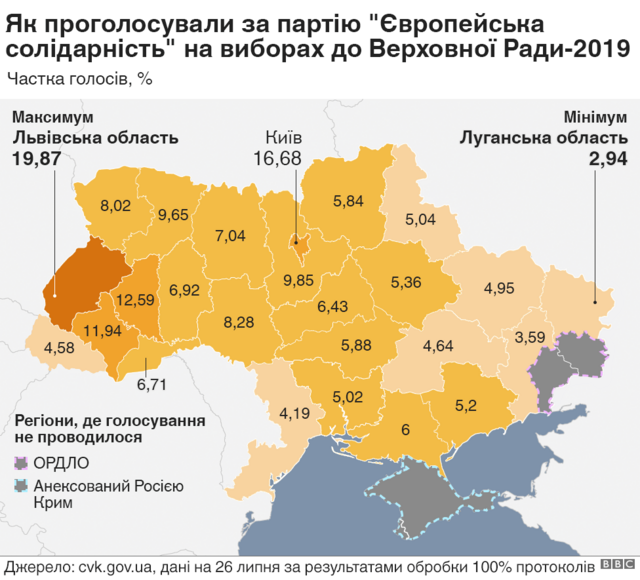 Як проголосували за партію "Європейська
солідарність" на виборах до Верховної Ради-2019
Частка голосів, %
Максимум
Львівська область
19,87
Київ
16,68
Мінімум
Луганська область
2,94
8,02
9,65
7,04
5,84
5,04
12,59
6,92
9,85
5,36
4,95
11,94
8,28
6,43
3,59
4,58
5,88
4,64
6,71
4,19
5,02
5,2
6
Регіони, де голосування
не проводилося
ОРДЛО
Анексований Росією
Крим
Джерело: cvk.gov.ua, дані на 26 липня за результатами обробки 100% протоколів
BBC